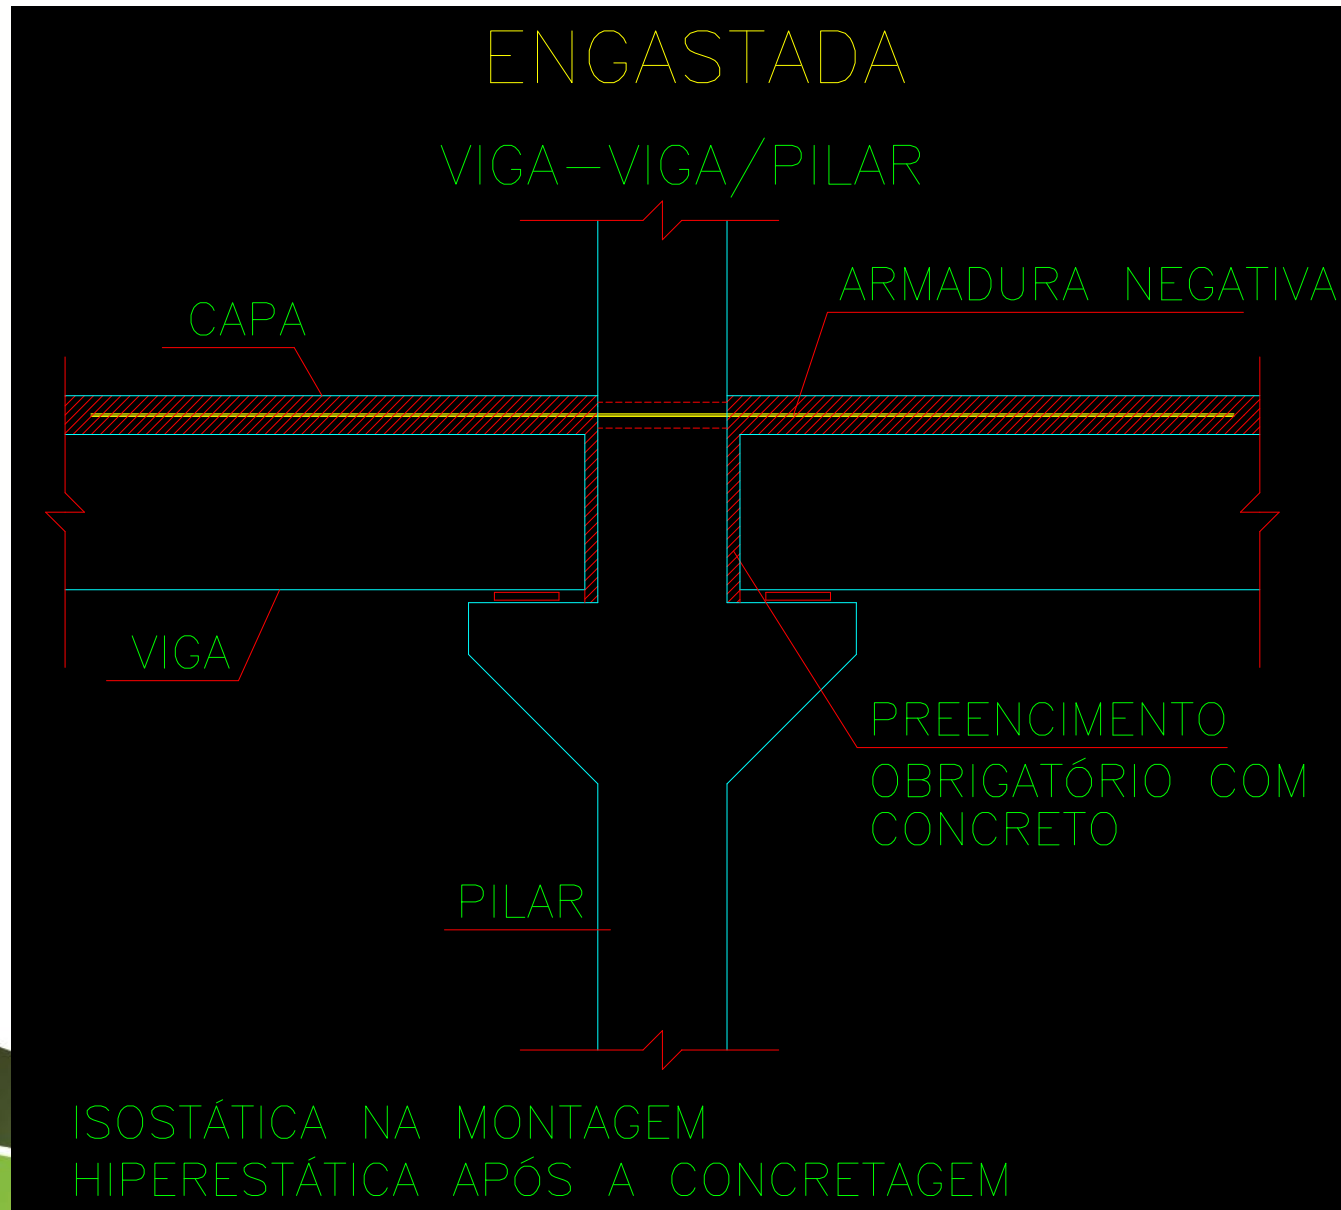 ENGASTADA
VIGA-VIGA/PILAR
ARMADURA NEGATIVA
CAPA
VIGA
PREENCIMENTO
OBRIGATÓRIO COM
CONCRETO
PILAR
ISOSTÁTICA NA MONTAGEM
HIPERESTÁTICA APÓS A CONCRETAGEM